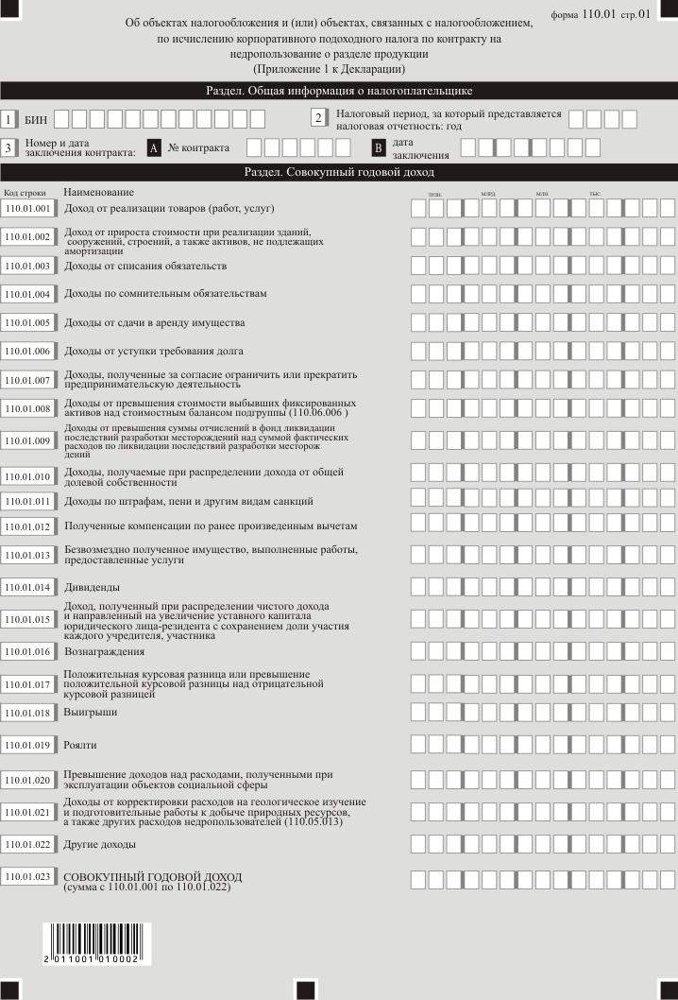 форма 110.01 стр.01
Об объектах налогообложения и (или) объектах, связанных с налогообложением,
по исчислению корпоративного подоходного налога по контракту на
недропользование о разделе продукции
(Приложение 1 к Декларации)
Раздел. Общая информация о налогоплательщике
1 БИН
2 Налоговый период, за который представляется
налоговая отчетность: год
3 Номер и дата
заключения контракта:
A № контракта
B дата
заключения
Раздел. Совокупный годовой доход
Код строки Наименование
трлн. млрд. млн. тыс.
110.01.001 Доход от реализации товаров (работ, услуг)
110.01.002 Доход от прироста стоимости при реализации зданий,
сооружений, строений, а также активов, не подлежащих
амортизации
110.01.003 Доходы от списания обязательств
110.01.004 Доходы по сомнительным обязательствам
110.01.005 Доходы от сдачи в аренду имущества
110.01.006 Доходы от уступки требования долга
110.01.007 Доходы, полученные за согласие ограничить или прекратить
предпринимательскую деятельность
110.01.008 Доходы от превышения стоимости выбывших фиксированных
активов над стоимостным балансом подгруппы (110.06.006 )
110.01.009 Доходы от превышения суммы отчислений в фонд ликвидации
последствий разработки месторождений над суммой фактических
расходов по ликвидации последствий разработки месторож
дений
110.01.010 Доходы, получаемые при распределении дохода от общей
долевой собственности
110.01.011 Доходы по штрафам, пени и другим видам санкций
110.01.012 Полученные компенсации по ранее произведенным вычетам
110.01.013 Безвозмездно полученное имущество, выполненные работы,
предоставленные услуги
110.01.014 Дивиденды
110.01.015 Доход, полученный при распределении чистого дохода
и направленный на увеличение уставного капитала
юридического лица-резидента с сохранением доли участия
каждого учредителя, участника
110.01.016 Вознаграждения
110.01.017 Положительная курсовая разница или превышение
положительной курсовой разницы над отрицательной
курсовой разницей
110.01.018 Выигрыши
110.01.019 Роялти
110.01.020 Превышение доходов над расходами, полученными при
эксплуатации объектов социальной сферы
110.01.021 Доходы от корректировки расходов на геологическое изучение
и подготовительные работы к добыче природных ресурсов,
а также других расходов недропользователей (110.05.013)
110.01.022 Другие доходы
110.01.023 СОВОКУПНЫЙ ГОДОВОЙ ДОХОД
(сумма с 110.01.001 по 110.01.022)
2 011001 010002